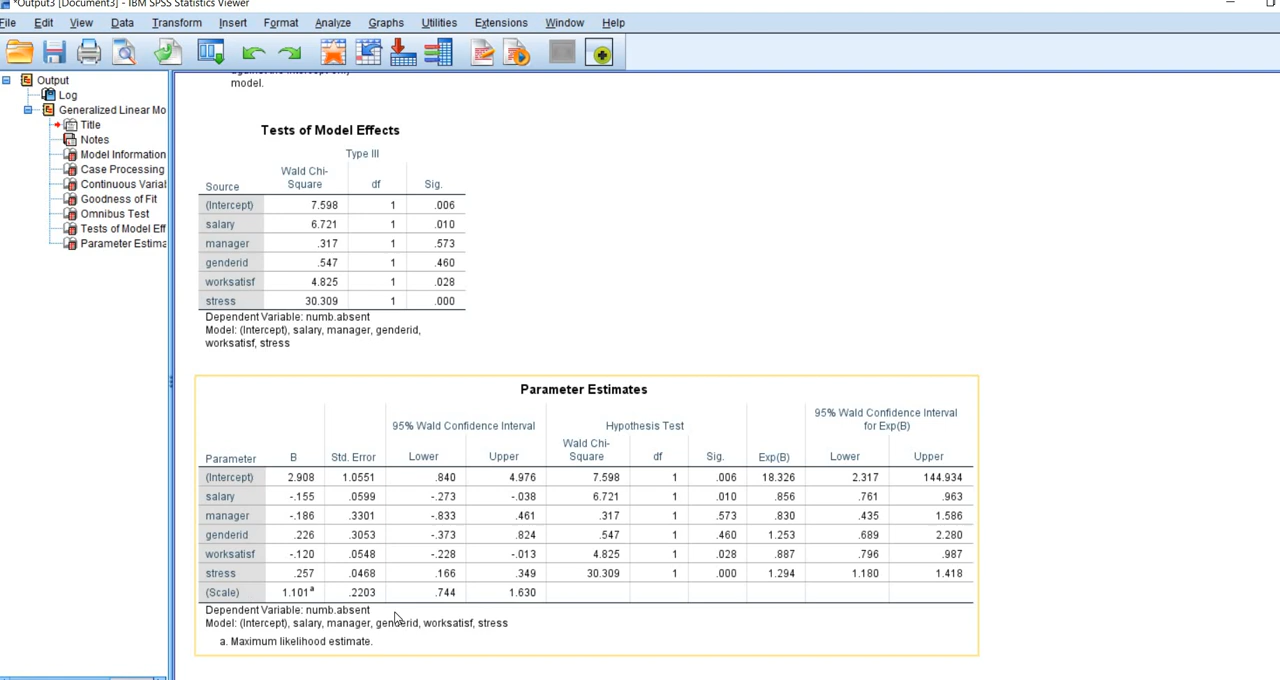 *Output3 [Document3] - IBM SPSS Statistics Viewer
File Edit View Data Transform Insert Format Analyze Graphs Utilities Extensions Window Help
Output
Log
Generalized Linear Mo
Title
Notes
Model Information
Case Processing
Continuous Varial
Goodness of Fit
Omnibus Test
Tests of Model Eff
Parameter Estima
model.
Tests of Model Effects
Type III
Source Wald Chi-Square df Sig.
(Intercept) 7.598 1 .006
salary 6.721 1 .010
manager .317 1 .573
genderid .547 1 .460
worksatisf 4.825 1 .028
stress 30.309 1 .000
Dependent Variable: numb.absent
Model: (Intercept), salary, manager, genderid,
worksatisf, stress
Parameter Estimates
95% Wald Confidence Interval Hypothesis Test 95% Wald Confidence Interval for Exp(B)
Parameter B Std. Error Lower Upper Wald Chi-Square df Sig. Exp(B) Lower Upper
(Intercept) 2.908 1.0551 .840 4.976 7.598 1 .006 18.326 2.317 144.934
salary -.155 .0599 -.273 -.038 6.721 1 .010 .856 .761 .963
manager -.186 .3301 -.833 .461 .317 1 .573 .830 .435 1.586
genderid .226 .3053 -.373 .824 .547 1 .460 1.253 .689 2.280
worksatisf -.120 .0548 -.228 -.013 4.825 1 .028 .887 .796 .987
stress .257 .0468 .166 .349 30.309 1 .000 1.294 1.180 1.418
(Scale) 1.101a .2203 .744 1.630
Dependent Variable: numb.absent
Model: (Intercept), salary, manager, genderid, worksatisf, stress
a. Maximum likelihood estimate.